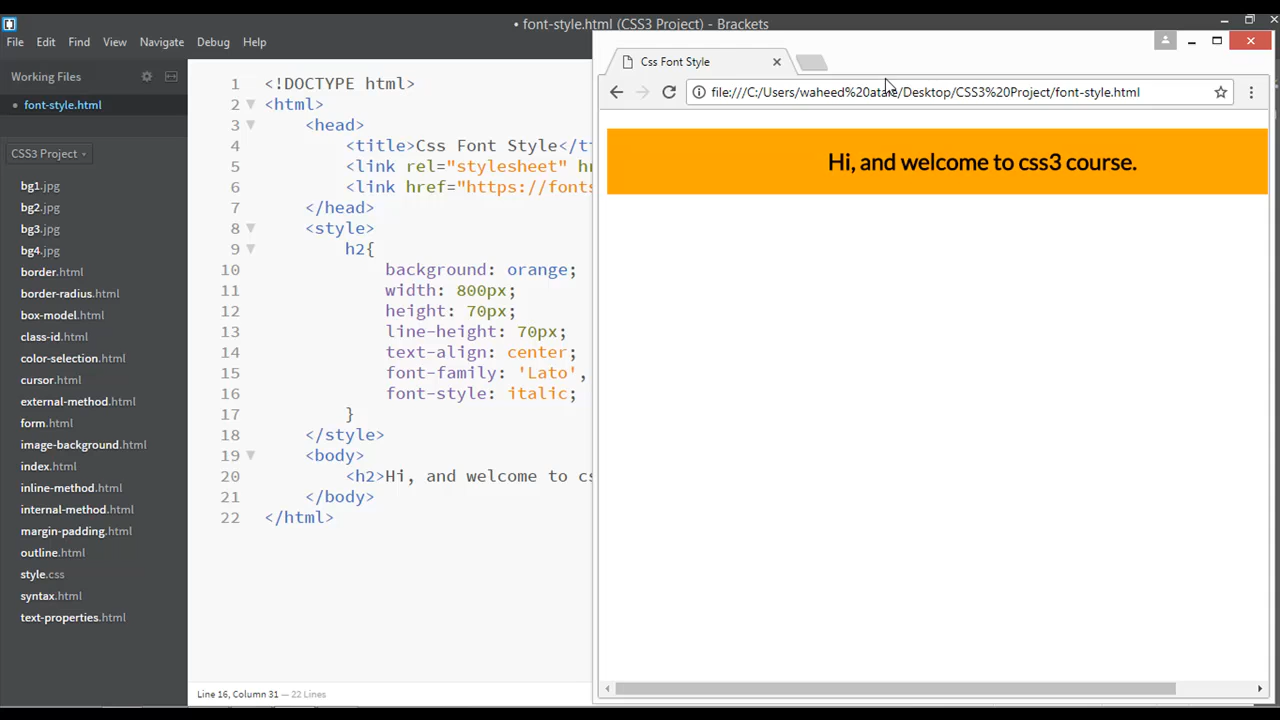 • font-style.html (CSS3 Project) - Brackets
File Edit Find View Navigate Debug Help
Working Files
• font-style.html
CSS3 Project
bg1.jpg
bg2.jpg
bg3.jpg
bg4.jpg
border.html
border-radius.html
box-model.html
class-id.html
color-selection.html
cursor.html
external-method.html
form.html
image-background.html
index.html
inline-method.html
internal-method.html
margin-padding.html
outline.html
style.css
syntax.html
text-properties.html
1 <!DOCTYPE html>
2 <html>
3 <head>
4 <title>Css Font Style</ti
5 <link rel="stylesheet" hr
6 <link href="https://fonts
7 </head>
8 <style>
9 h2{
10 background: orange;
11 width: 800px;
12 height: 70px;
13 line-height: 70px;
14 text-align: center;
15 font-family: 'Lato',
16 font-style: italic;
17 }
18 </style>
19 <body>
20 <h2>Hi, and welcome to cs
21 </body>
22 </html>
Line 16, Column 31 — 22 Lines
Css Font Style
Desktop/CSS3%20Project/font-style.html
Hi, and welcome to css3 course.